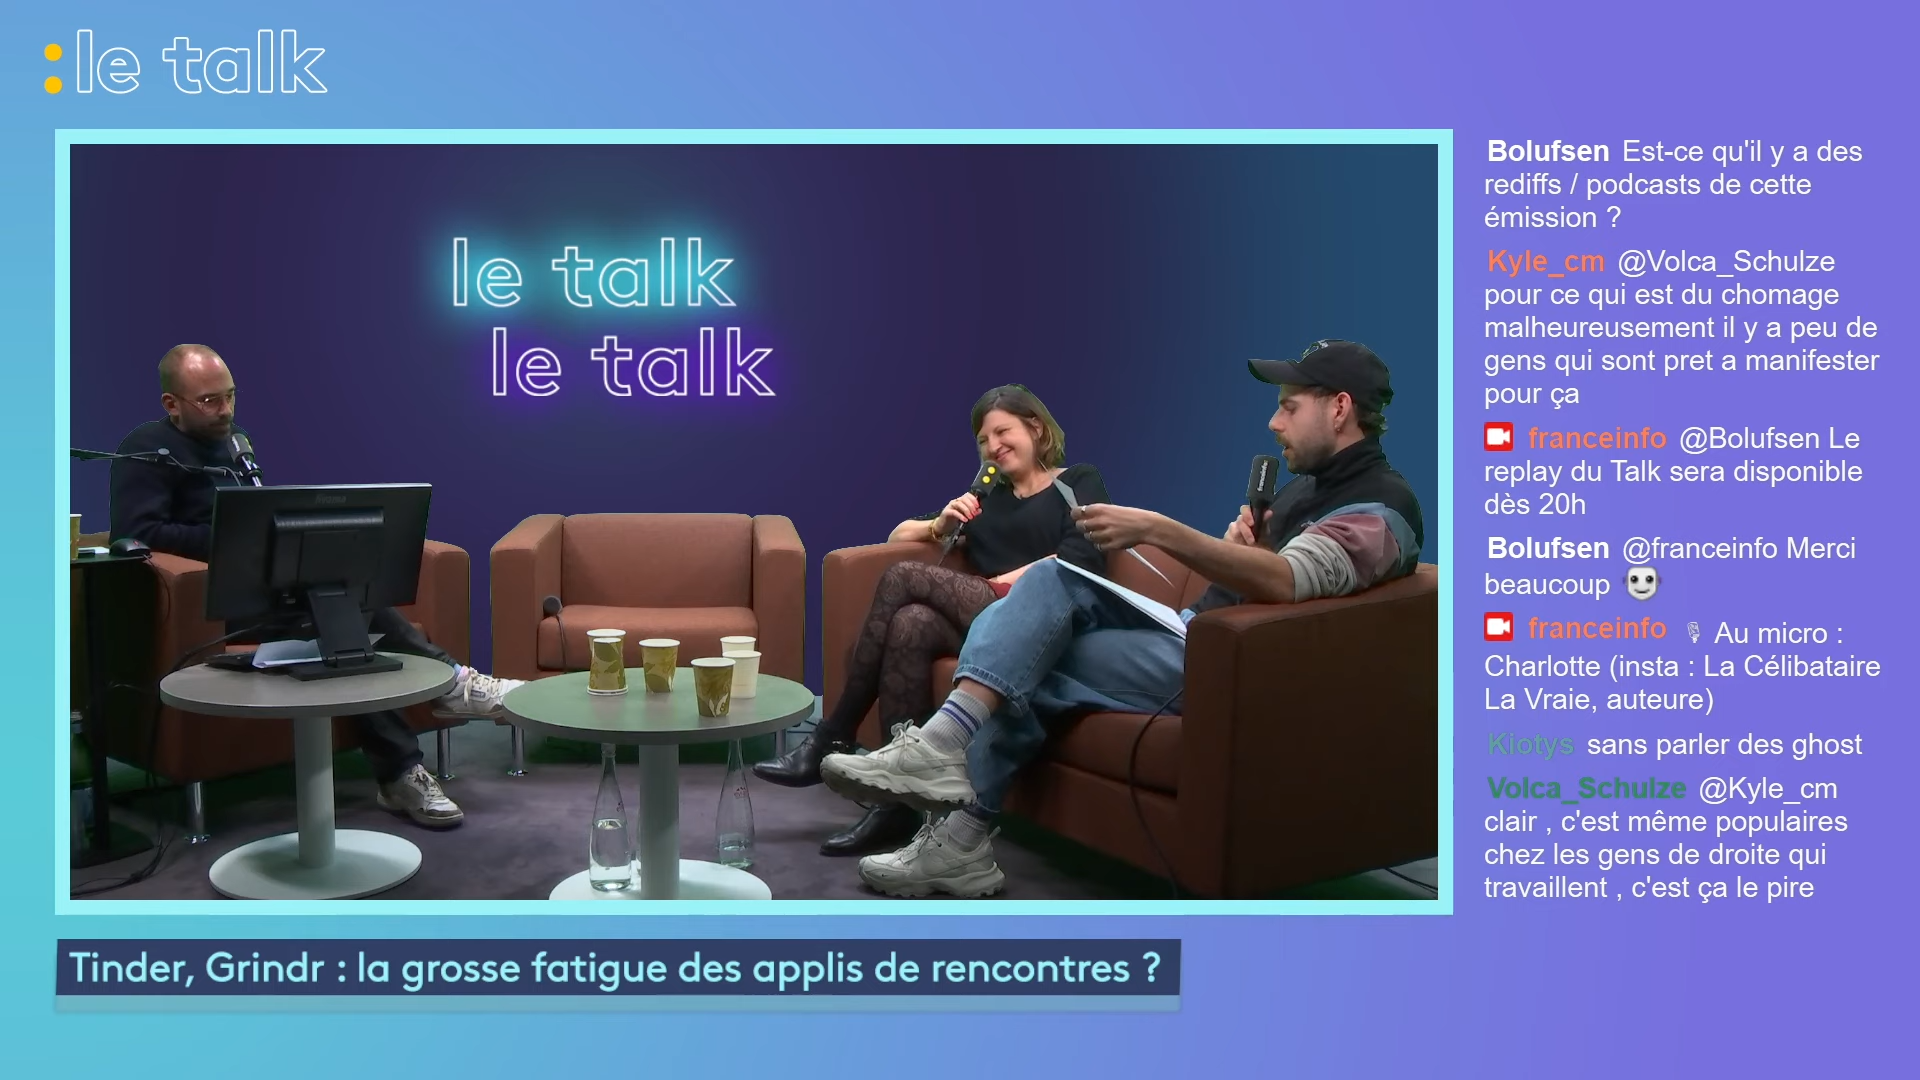 : le talk
le talk
le talk
iiyama
franceinfo:
Bolufsen Est-ce qu'il y a des
rediffs / podcasts de cette
émission ?
Kyle_cm @Volca_Schulze
pour ce qui est du chomage
malheureusement il y a peu de
gens qui sont pret a manifester
pour ça
franceinfo @Bolufsen Le
replay du Talk sera disponible
dès 20h
Bolufsen @franceinfo Merci
beaucoup
franceinfo 🎙 Au micro :
Charlotte (insta : La Célibataire
La Vraie, auteure)
Kiotys sans parler des ghost
Volca_Schulze @Kyle_cm
clair , c'est même populaires
chez les gens de droite qui
travaillent , c'est ça le pire
Tinder, Grindr : la grosse fatigue des applis de rencontres ?